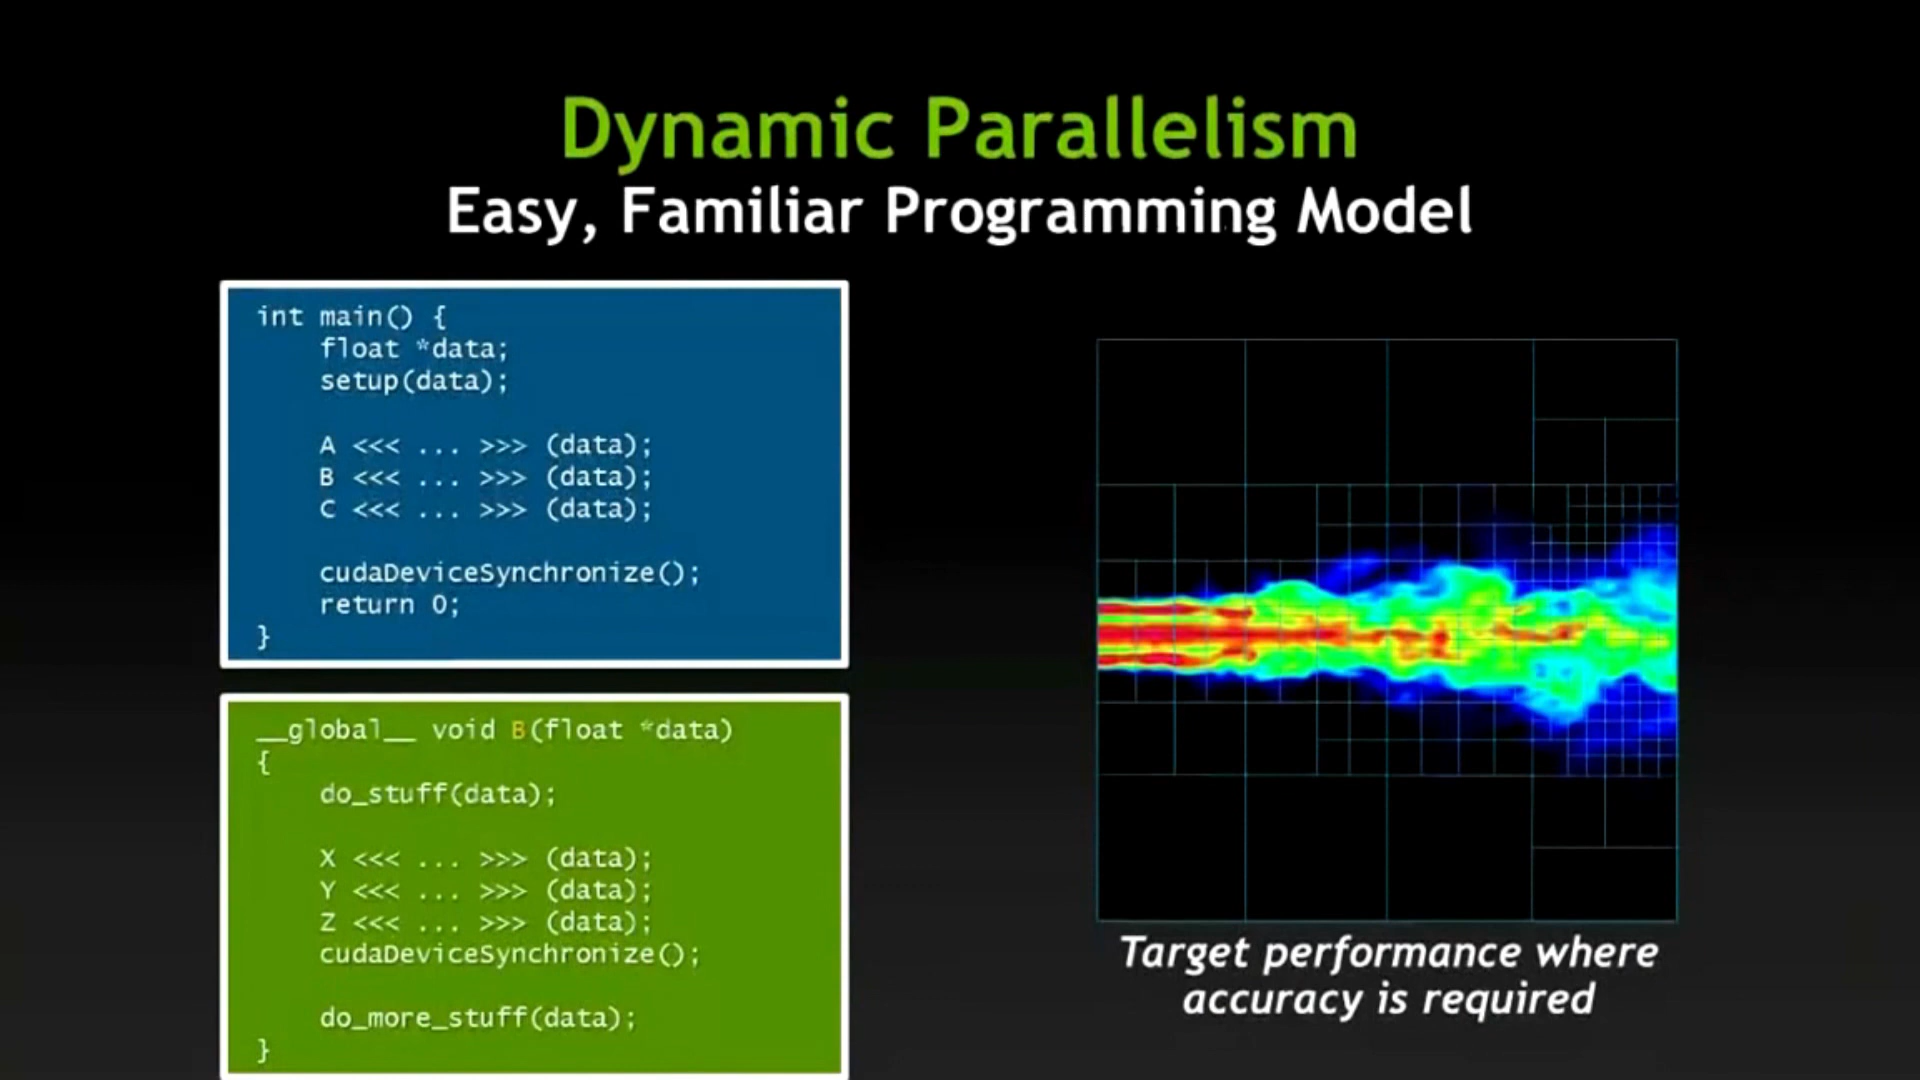 Dynamic Parallelism
Easy, Familiar Programming Model
int main() {
float *data;
setup(data);
A <<< ... >>> (data);
B <<< ... >>> (data);
C <<< ... >>> (data);
cudaDeviceSynchronize();
return 0;
}
__global__ void B(float *data)
{
do_stuff(data);
X <<< ... >>> (data);
Y <<< ... >>> (data);
Z <<< ... >>> (data);
cudaDeviceSynchronize();
do_more_stuff(data);
}
Target performance where
accuracy is required